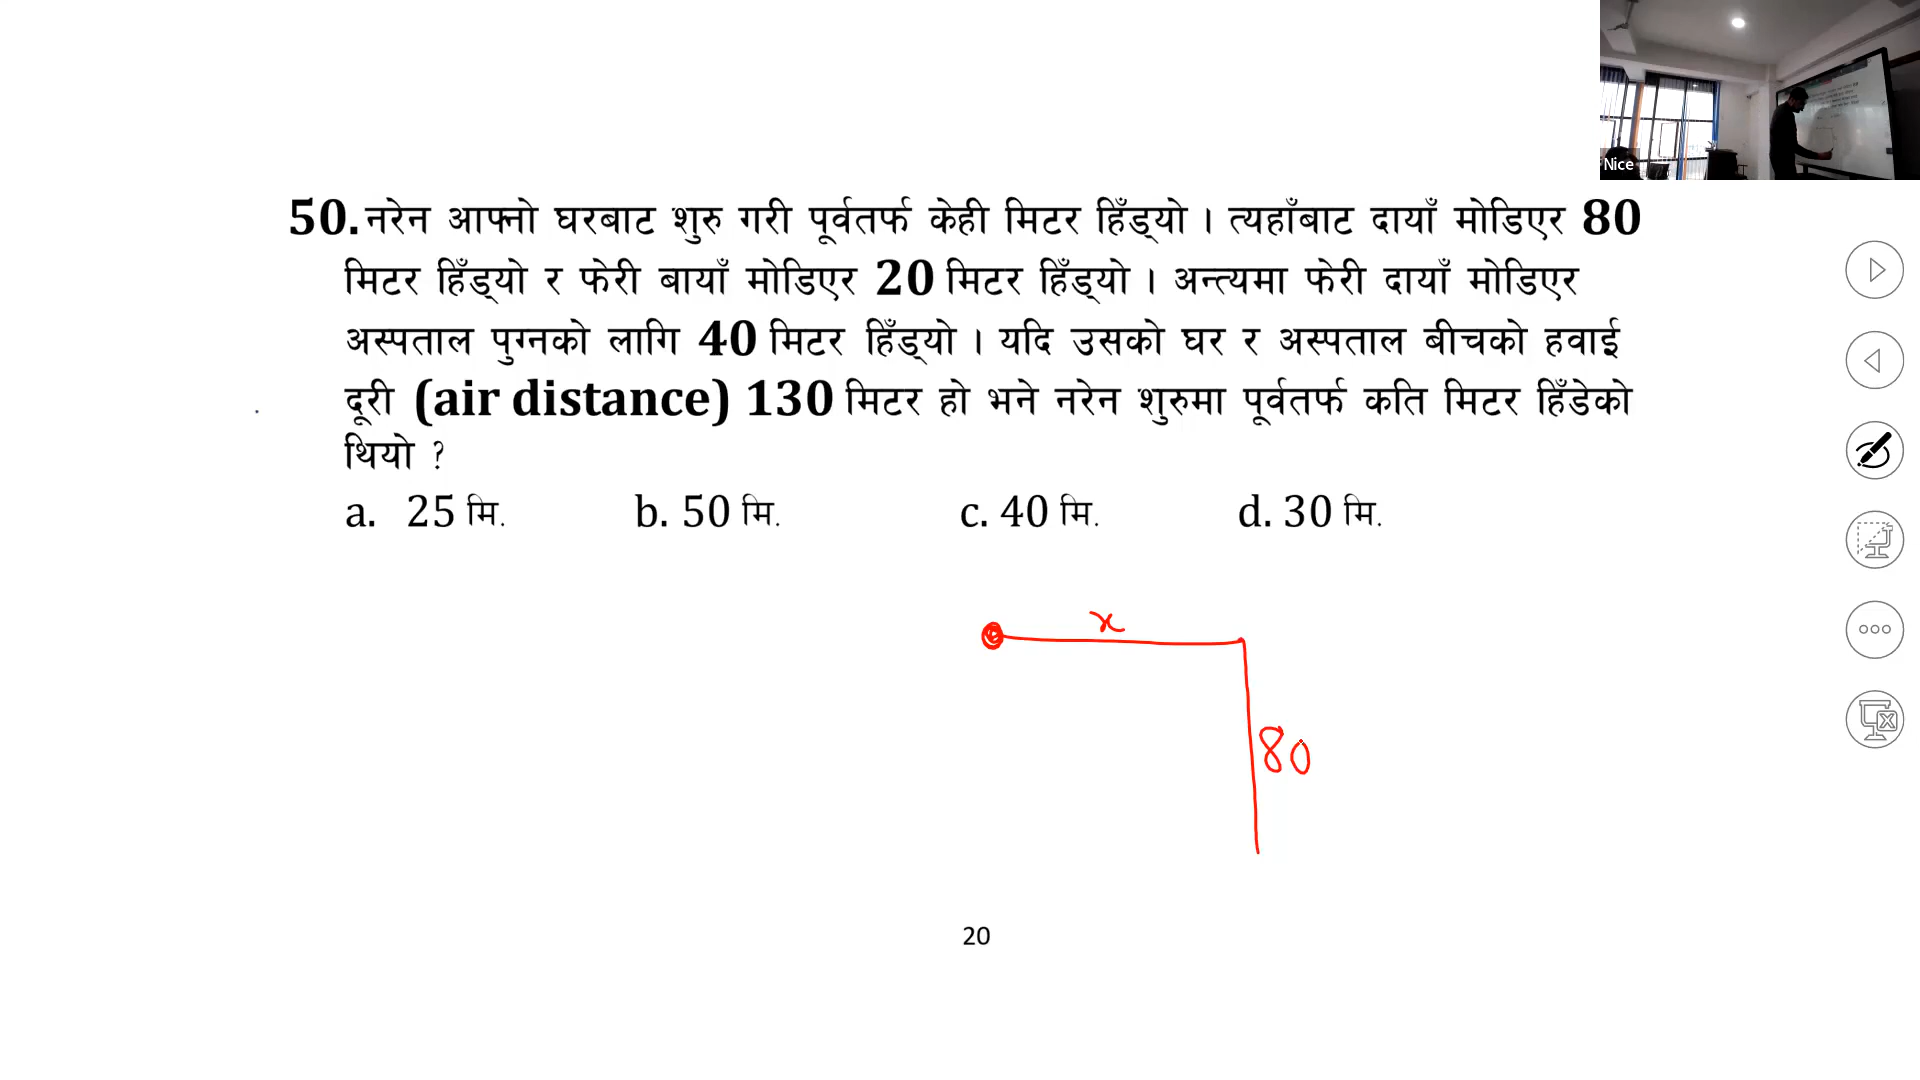 Nice
50. नरेन आफ्नो घरबाट शुरु गरी पूर्वतर्फ केही मिटर हिँड्यो । त्यहाँबाट दायाँ मोडिएर 80
मिटर हिँड्यो र फेरी बायाँ मोडिएर 20 मिटर हिँड्यो । अन्त्यमा फेरी दायाँ मोडिएर
अस्पताल पुग्नको लागि 40 मिटर हिँड्यो । यदि उसको घर र अस्पताल बीचको हवाई
दूरी (air distance) 130 मिटर हो भने नरेन शुरुमा पूर्वतर्फ कति मिटर हिँडेको
थियो ?
a. 25 मि. b. 50 मि. c. 40 मि. d. 30 मि.
x
80
20